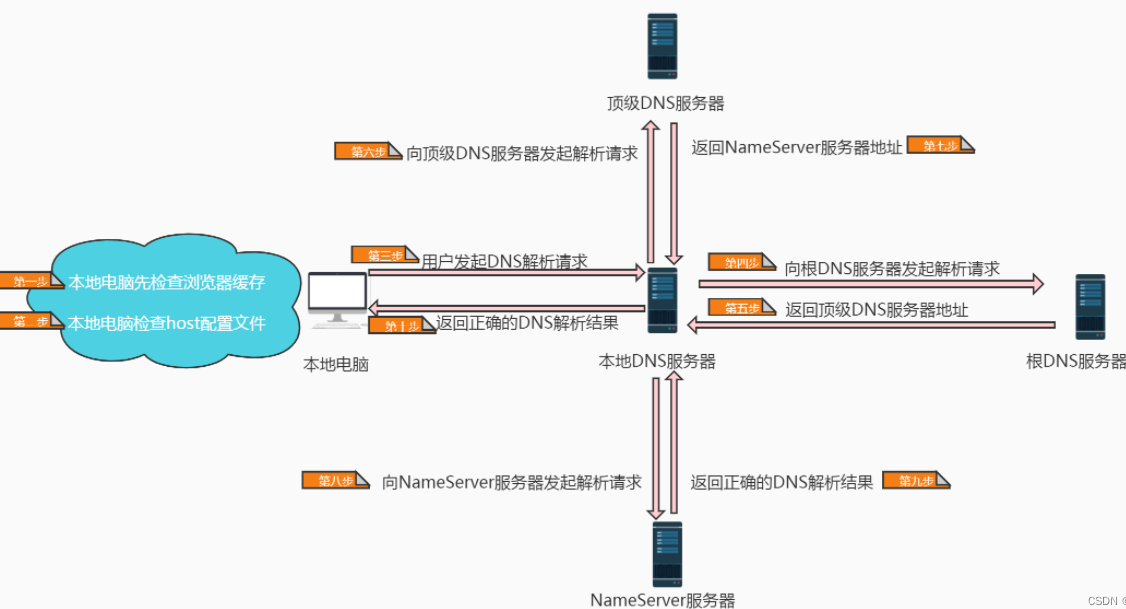 顶级DNS服务器
第六步 向顶级DNS服务器发起解析请求
返回NameServer服务器地址 第七步
第一步 本地电脑先检查浏览器缓存
第 步 本地电脑检查host配置文件
第三步 用户发起DNS解析请求
第十步 返回正确的DNS解析结果
本地电脑
本地DNS服务器
第四步 向根DNS服务器发起解析请求
第五步 返回顶级DNS服务器地址
根DNS服务器
第八步 向NameServer服务器发起解析请求
返回正确的DNS解析结果 第九步
NameServer服务器
CSDN @